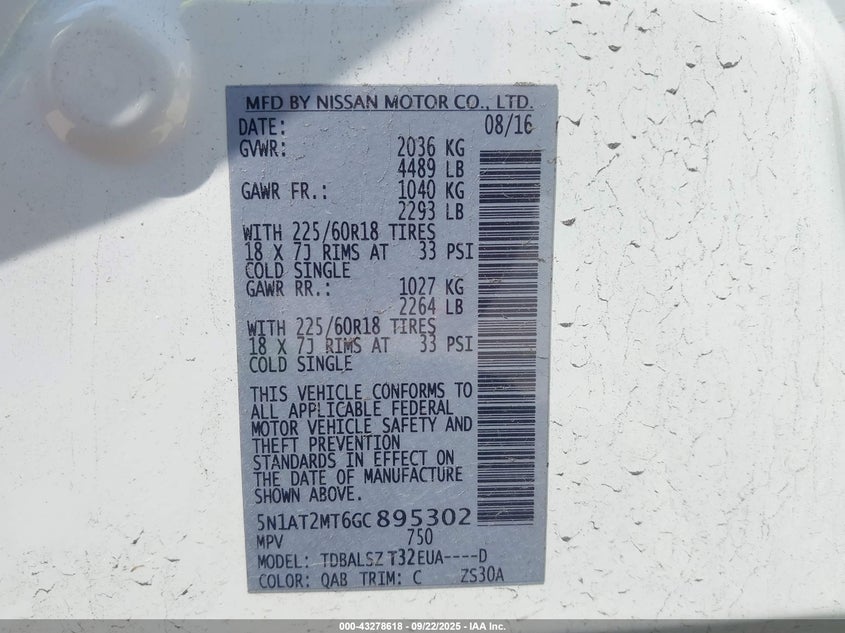 MFD BY NISSAN MOTOR CO., LTD.
DATE: 08/16
GVWR: 2036 KG
4489 LB
GAWR FR.: 1040 KG
2293 LB
WITH 225/60R18 TIRES
18 X 7J RIMS AT 33 PSI
COLD SINGLE
GAWR RR.: 1027 KG
2264 LB
WITH 225/60R18 TIRES
18 X 7J RIMS AT 33 PSI
COLD SINGLE
THIS VEHICLE CONFORMS TO
ALL APPLICABLE FEDERAL
MOTOR VEHICLE SAFETY AND
THEFT PREVENTION
STANDARDS IN EFFECT ON
THE DATE OF MANUFACTURE
SHOWN ABOVE.
5N1AT2MT6GC895302
MPV 750
MODEL: TDBALSZ T32EUA----D
COLOR: QAB TRIM: C ZS30A
000-43278618 - 09/22/2025 - IAA Inc.